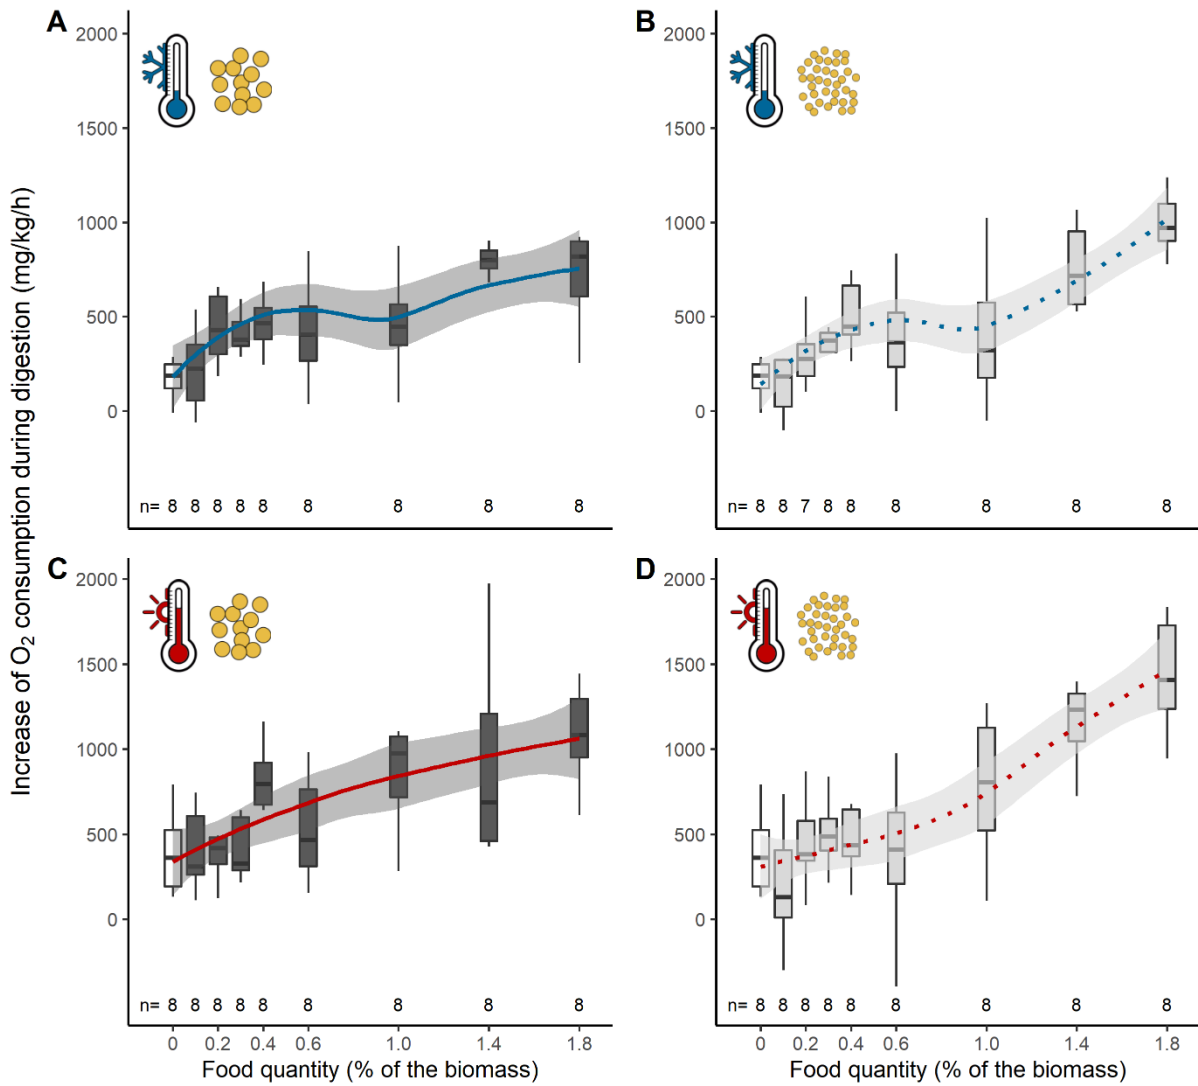 Increase of O₂ consumption during digestion (mg/kg/h)
A
2000
1500
1000
500
0
n= 8 8 8 8 8 8 8 8 8
B
2000
1500
1000
500
0
n= 8 8 7 8 8 8 8 8 8
C
2000
1500
1000
500
0
n= 8 8 8 8 8 8 8 8 8
0 0.2 0.4 0.6 1.0 1.4 1.8
Food quantity (% of the biomass)
D
2000
1500
1000
500
0
n= 8 8 8 8 8 8 8 8 8
0 0.2 0.4 0.6 1.0 1.4 1.8
Food quantity (% of the biomass)